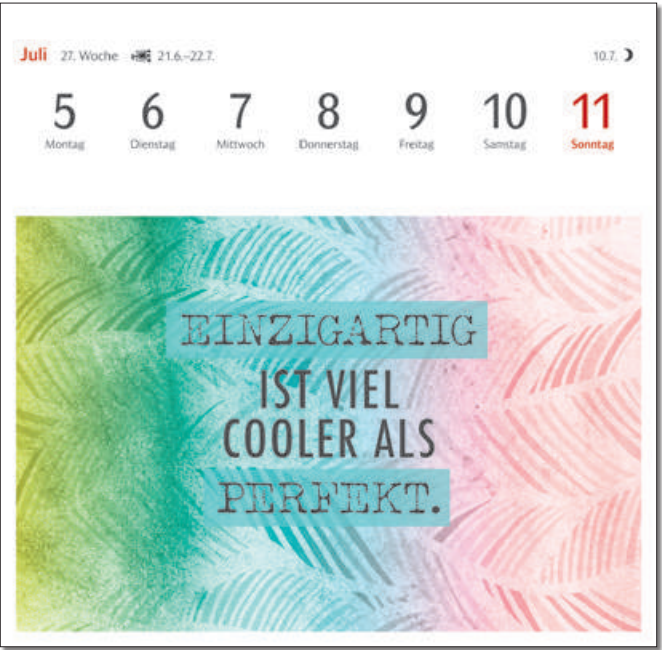 Juli 27. Woche 21.6.–22.7. 10.7.
5 6 7 8 9 10 11
Montag Dienstag Mittwoch Donnerstag Freitag Samstag Sonntag
EINZIGARTIG
IST VIEL
COOLER ALS
PERFEKT.